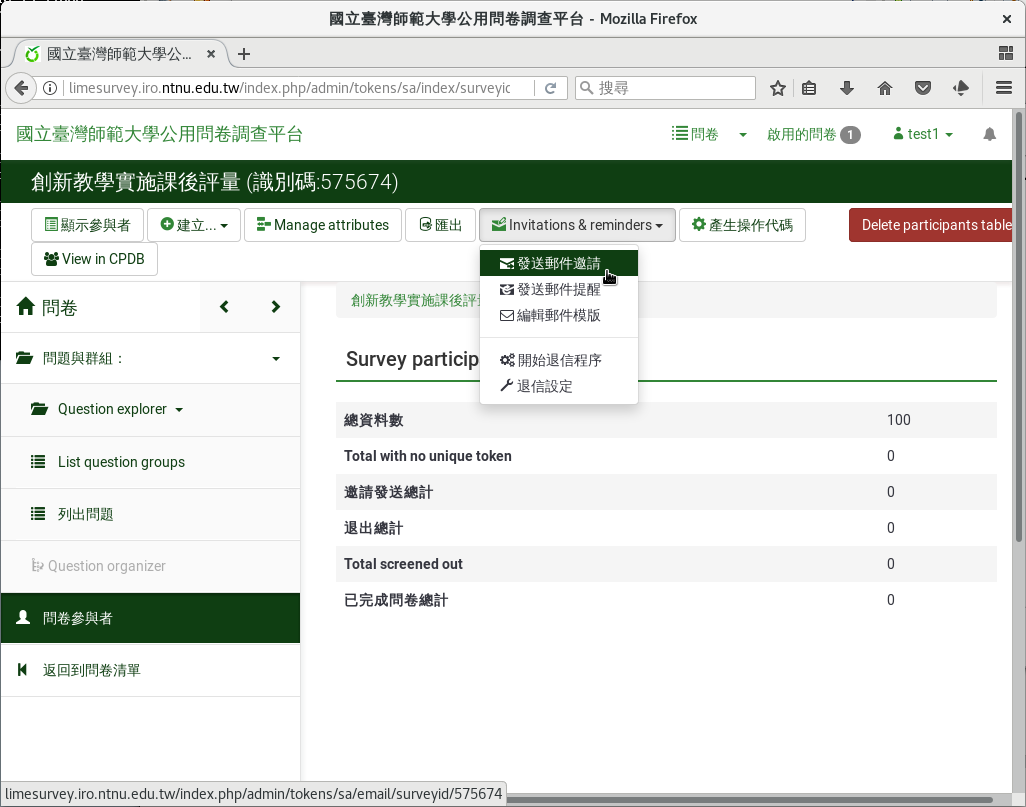 國立臺灣師範大學公用問卷調查平台 - Mozilla Firefox
國立臺灣師範大學公...
limesurvey.iro.ntnu.edu.tw/index.php/admin/tokens/sa/index/surveyic
搜尋
國立臺灣師範大學公用問卷調查平台
問卷
啟用的問卷 1
test1
創新教學實施課後評量 (識別碼:575674)
顯示參與者
建立...
Manage attributes
匯出
Invitations & reminders
產生操作代碼
Delete participants table
View in CPDB
發送郵件邀請
發送郵件提醒
編輯郵件模版
開始退信程序
退信設定
問卷
問題與群組：
Question explorer
List question groups
列出問題
Question organizer
問卷參與者
返回到問卷清單
創新教學實施課後評
Survey particip
總資料數 100
Total with no unique token 0
邀請發送總計 0
退出總計 0
Total screened out 0
已完成問卷總計 0
limesurvey.iro.ntnu.edu.tw/index.php/admin/tokens/sa/email/surveyid/575674